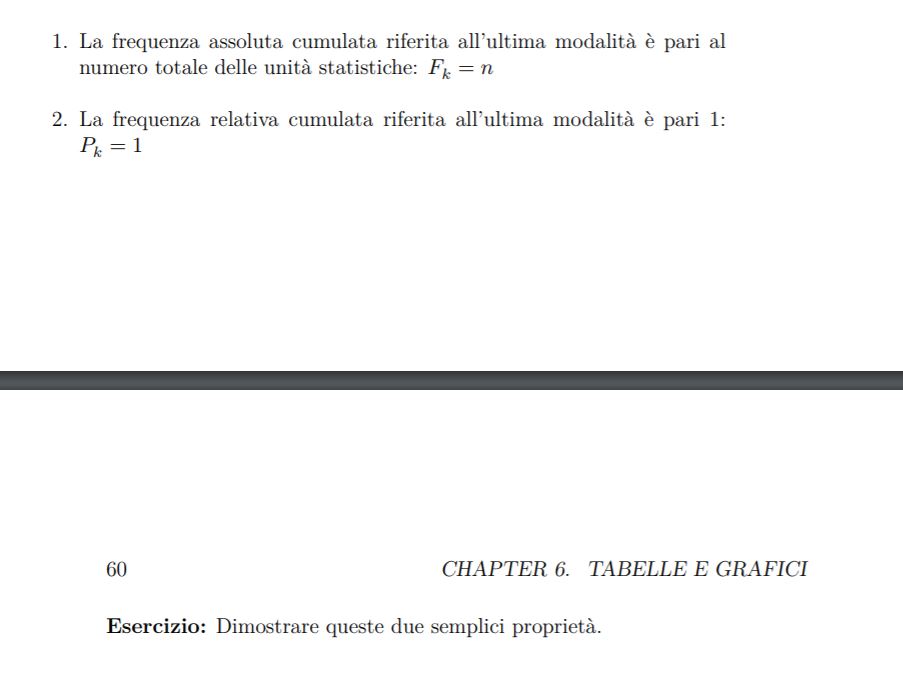 1. La frequenza assoluta cumulata riferita all'ultima modalità è pari al
numero totale delle unità statistiche: Fₖ = n
2. La frequenza relativa cumulata riferita all'ultima modalità è pari 1:
Pₖ = 1
60 CHAPTER 6. TABELLE E GRAFICI
Esercizio: Dimostrare queste due semplici proprietà.